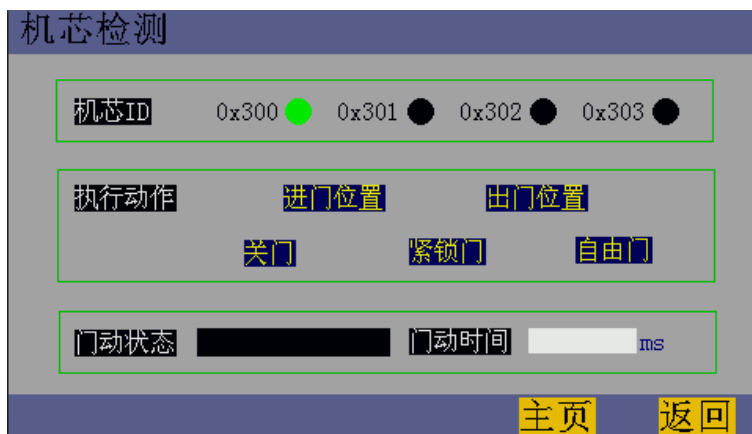 机芯检测
机芯ID 0x300 0x301 0x302 0x303
执行动作 进门位置 出门位置
关门 紧锁门 自由门
门动状态 门动时间 ms
主页 返回